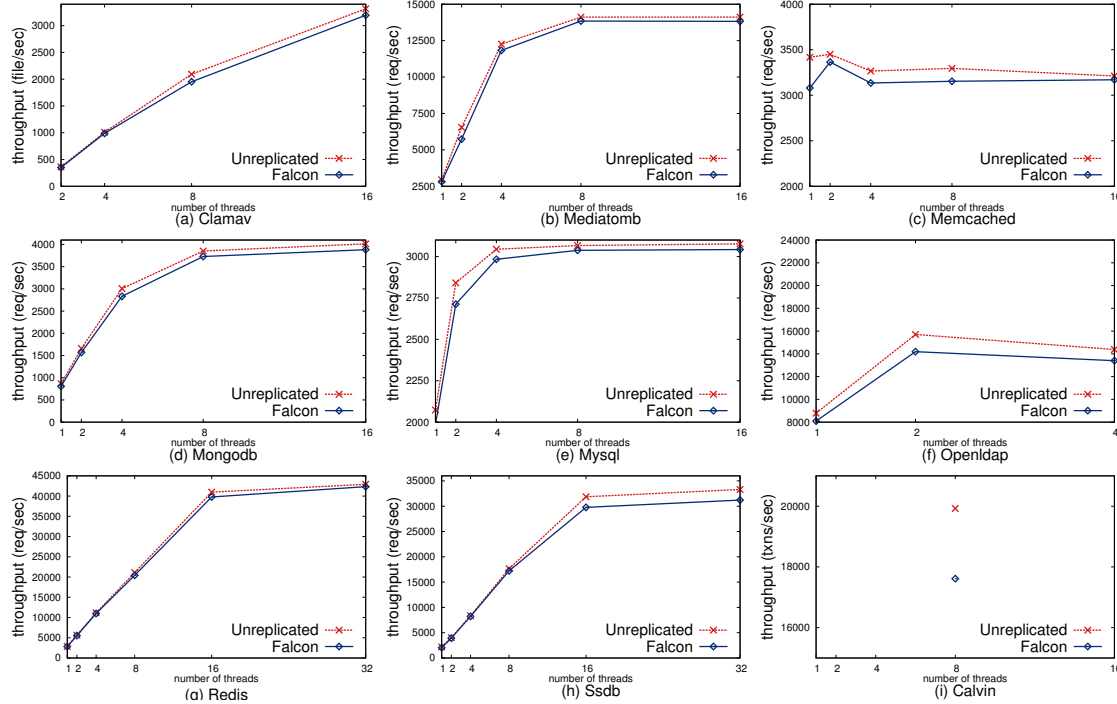 throughput (file/sec)
3000
2500
2000
1500
1000
500
0
Unreplicated
Falcon
2 4 8 16
number of threads
(a) Clamav
throughput (req/sec)
15000
12500
10000
7500
5000
2500
Unreplicated
Falcon
1 2 4 8 16
number of threads
(b) Mediatomb
throughput (req/sec)
4000
3500
3000
2500
2000
Unreplicated
Falcon
1 2 4 8 16
number of threads
(c) Memcached
throughput (req/sec)
4000
3500
3000
2500
2000
1500
1000
500
0
Unreplicated
Falcon
1 2 4 8 16
number of threads
(d) Mongodb
throughput (req/sec)
3000
2750
2500
2250
2000
Unreplicated
Falcon
1 2 4 8 16
number of threads
(e) Mysql
throughput (req/sec)
24000
22000
20000
18000
16000
14000
12000
10000
8000
Unreplicated
Falcon
1 2 4
number of threads
(f) Openldap
throughput (req/sec)
45000
40000
35000
30000
25000
20000
15000
10000
5000
0
Unreplicated
Falcon
1 2 4 8 16 32
number of threads
(g) Redis
throughput (req/sec)
35000
30000
25000
20000
15000
10000
5000
0
Unreplicated
Falcon
1 2 4 8 16 32
number of threads
(h) Ssdb
throughput (txns/sec)
20000
18000
16000
Unreplicated
Falcon
1 2 4 8 16
number of threads
(i) Calvin